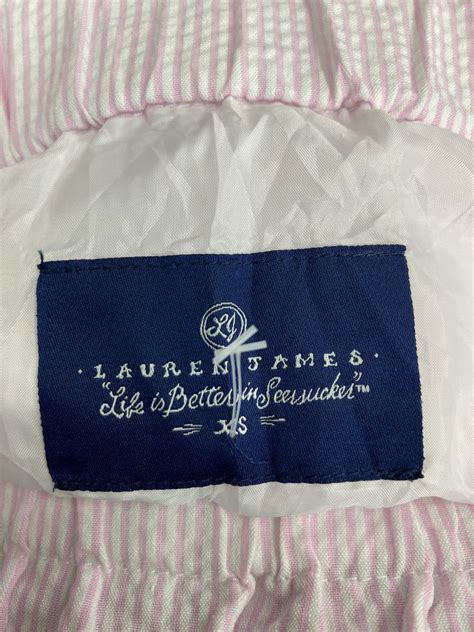 LJ
· LAUREN JAMES ·
"Life is Better in Seersucker"™
XS